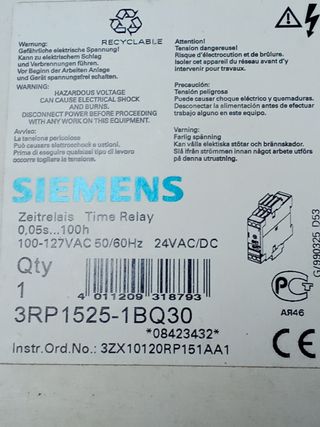 RECYCLABLE
Warnung:
Gefährliche elektrische Spannung!
Kann zu elektrischem Schlag
und Verbrennungen führen.
Vor Beginn der Arbeiten Anlage
und Gerät spannungsfrei schalten.
WARNING:
HAZARDOUS VOLTAGE
CAN CAUSE ELECTRICAL SHOCK
AND BURNS.
DISCONNECT POWER BEFORE PROCEEDING
WITH ANY WORK ON THIS EQUIPMENT.
Avviso:
La tensione pericolosa
Può causare elettroshock ed ustioni.
Prima di eseguire qualsiasi tipo di lavoro
occorre togliere la tensione.
Attention!
Tension dangereuse
Risque d'électrocution et de brûlure.
Isoler cet appareil du réseau avant d'y
intervenir pour travaux.
Precaución
Tensión peligrosa
Puede causar choque eléctrico y quemaduras.
Desconectar la alimentación antes de efectuar
trabajo alguno en este equipo.
Varning:
Farlig spänning
Kan vålla elektriska stötar och brännskador.
Slå ifrån strömmen innan något arbete utförs
på denna utrustning.
SIEMENS
Zeitrelais Time Relay
0,05s...100h
100-127VAC 50/60Hz 24VAC/DC
Qty
1
4 011209 318793
3RP1525-1BQ30
*08423432*
Instr.Ord.No.: 3ZX10120RP151AA1
G/990325 D53
АЯ46
CE